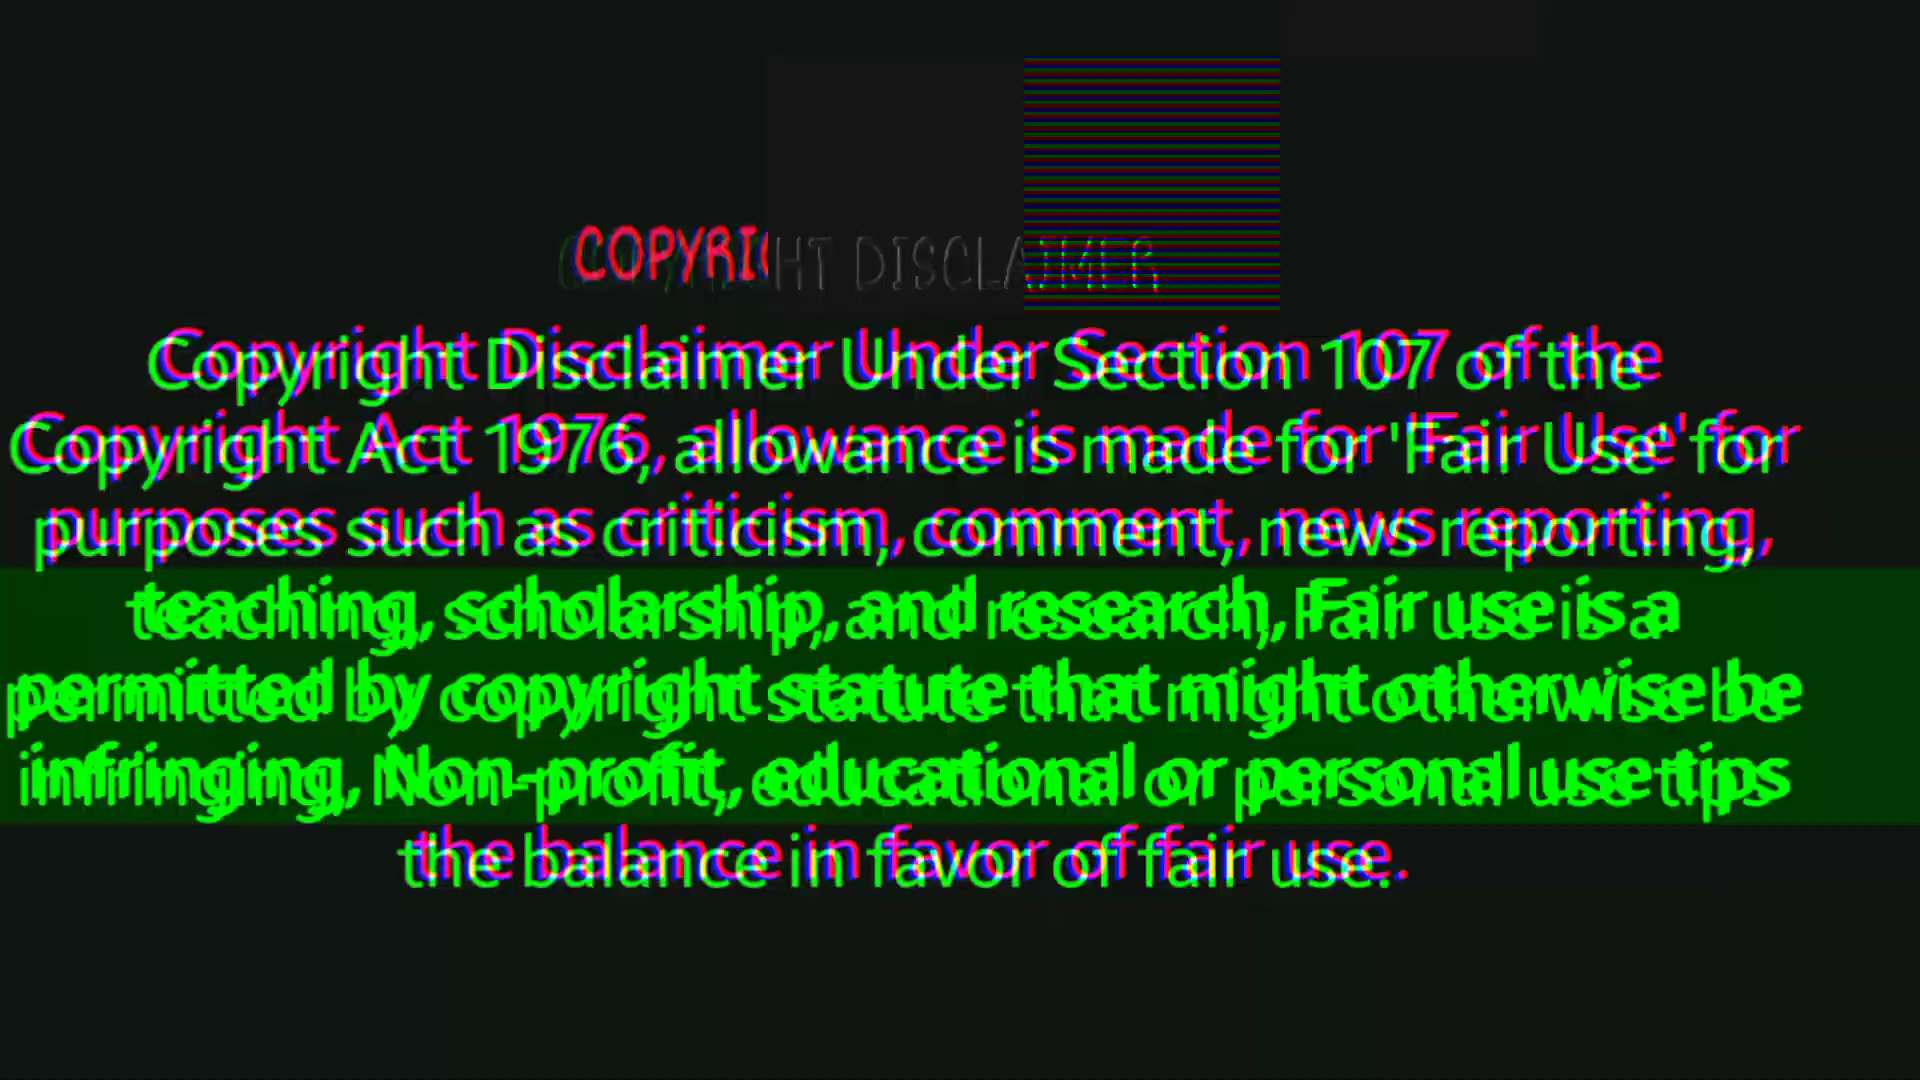 COPYRIGHT DISCLAIMER
Copyright Disclaimer Under Section 107 of the
Copyright Act 1976, allowance is made for 'Fair Use' for
purposes such as criticism, comment, news reporting,
teaching, scholarship, and research, Fair use is a
permitted by copyright statute that might otherwise be
infringing, Non-profit, educational or personal use tips
the balance in favor of fair use.